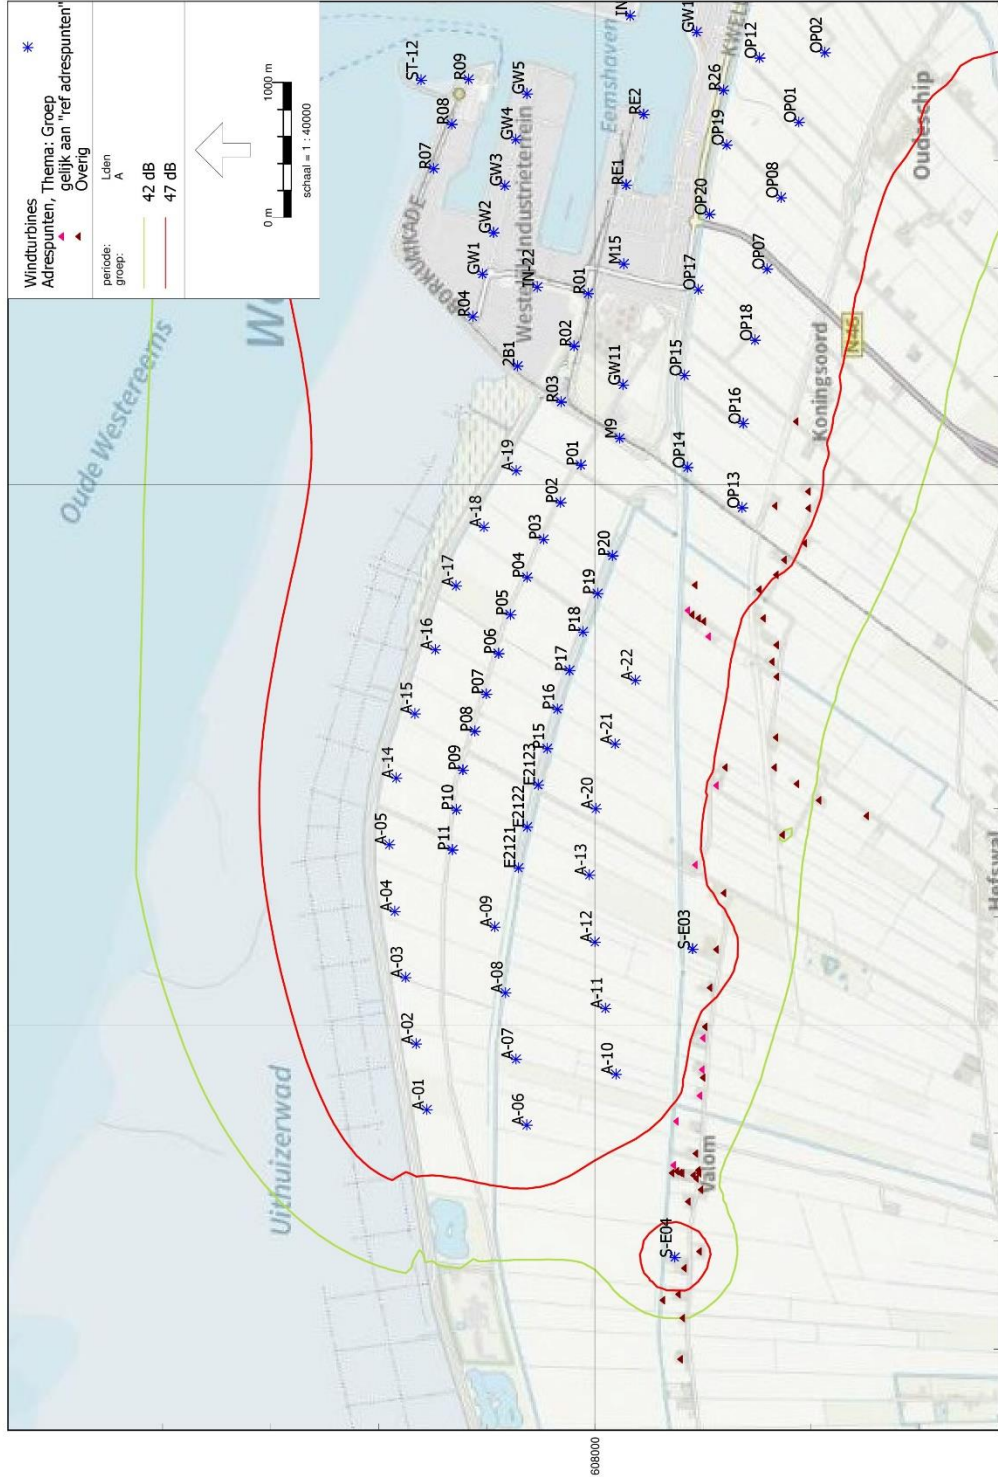 Windturbines
Adrespunten, Thema: Groep
gelijk aan "ref adrespunten"
Overig
periode: Lden
groep: A
42 dB
47 dB
0 m 1000 m
schaal = 1 : 40000
Oude Westereems
Uithuizerwad
BORRUMKADE
Westelijk Industrieterrein
Eemshaven
KWEL
Oudeschip
Koningsoord
N46
Valom
Hefswal
608000
ST-12
R09
R08
R07
GW5
GW4
GW3
GW2
GW1
R04
IN-22
R01
R02
2B1
R03
RE2
RE1
M15
GW11
M9
IN
GW1
R26
OP12
OP02
OP19
OP01
OP20
OP08
OP07
OP17
OP18
OP15
OP16
OP14
OP13
A-19
A-18
A-17
A-16
A-15
A-14
A-05
A-04
A-03
A-02
A-01
P01
P02
P03
P04
P05
P06
P07
P08
P09
P10
P11
P20
P19
P18
P17
P16
P15
E2123
E2122
E2121
A-09
A-08
A-07
A-06
A-22
A-21
A-20
A-13
A-12
A-11
A-10
S-E03
S-E04